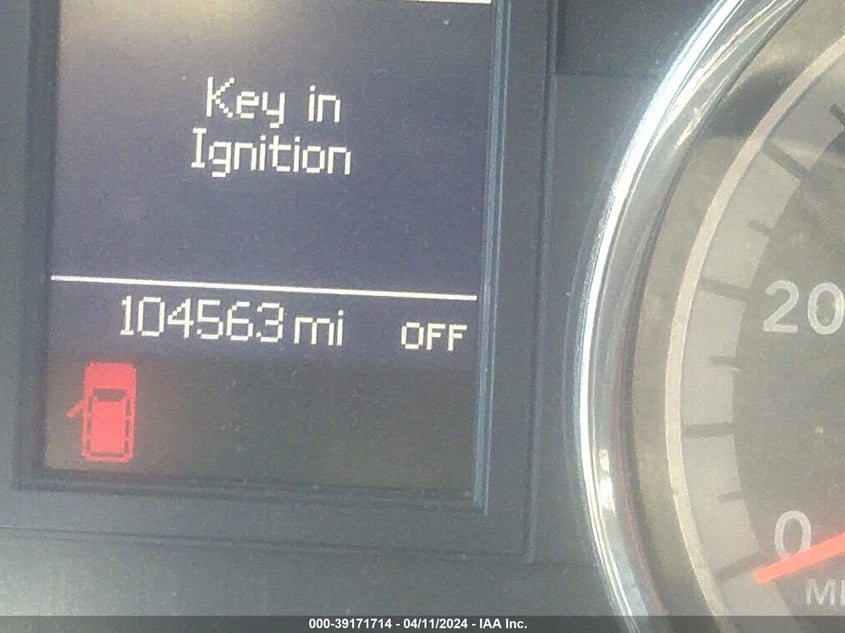 Key in
Ignition
104563 mi OFF
20
0
000-39171714 - 04/11/2024 - IAA Inc.